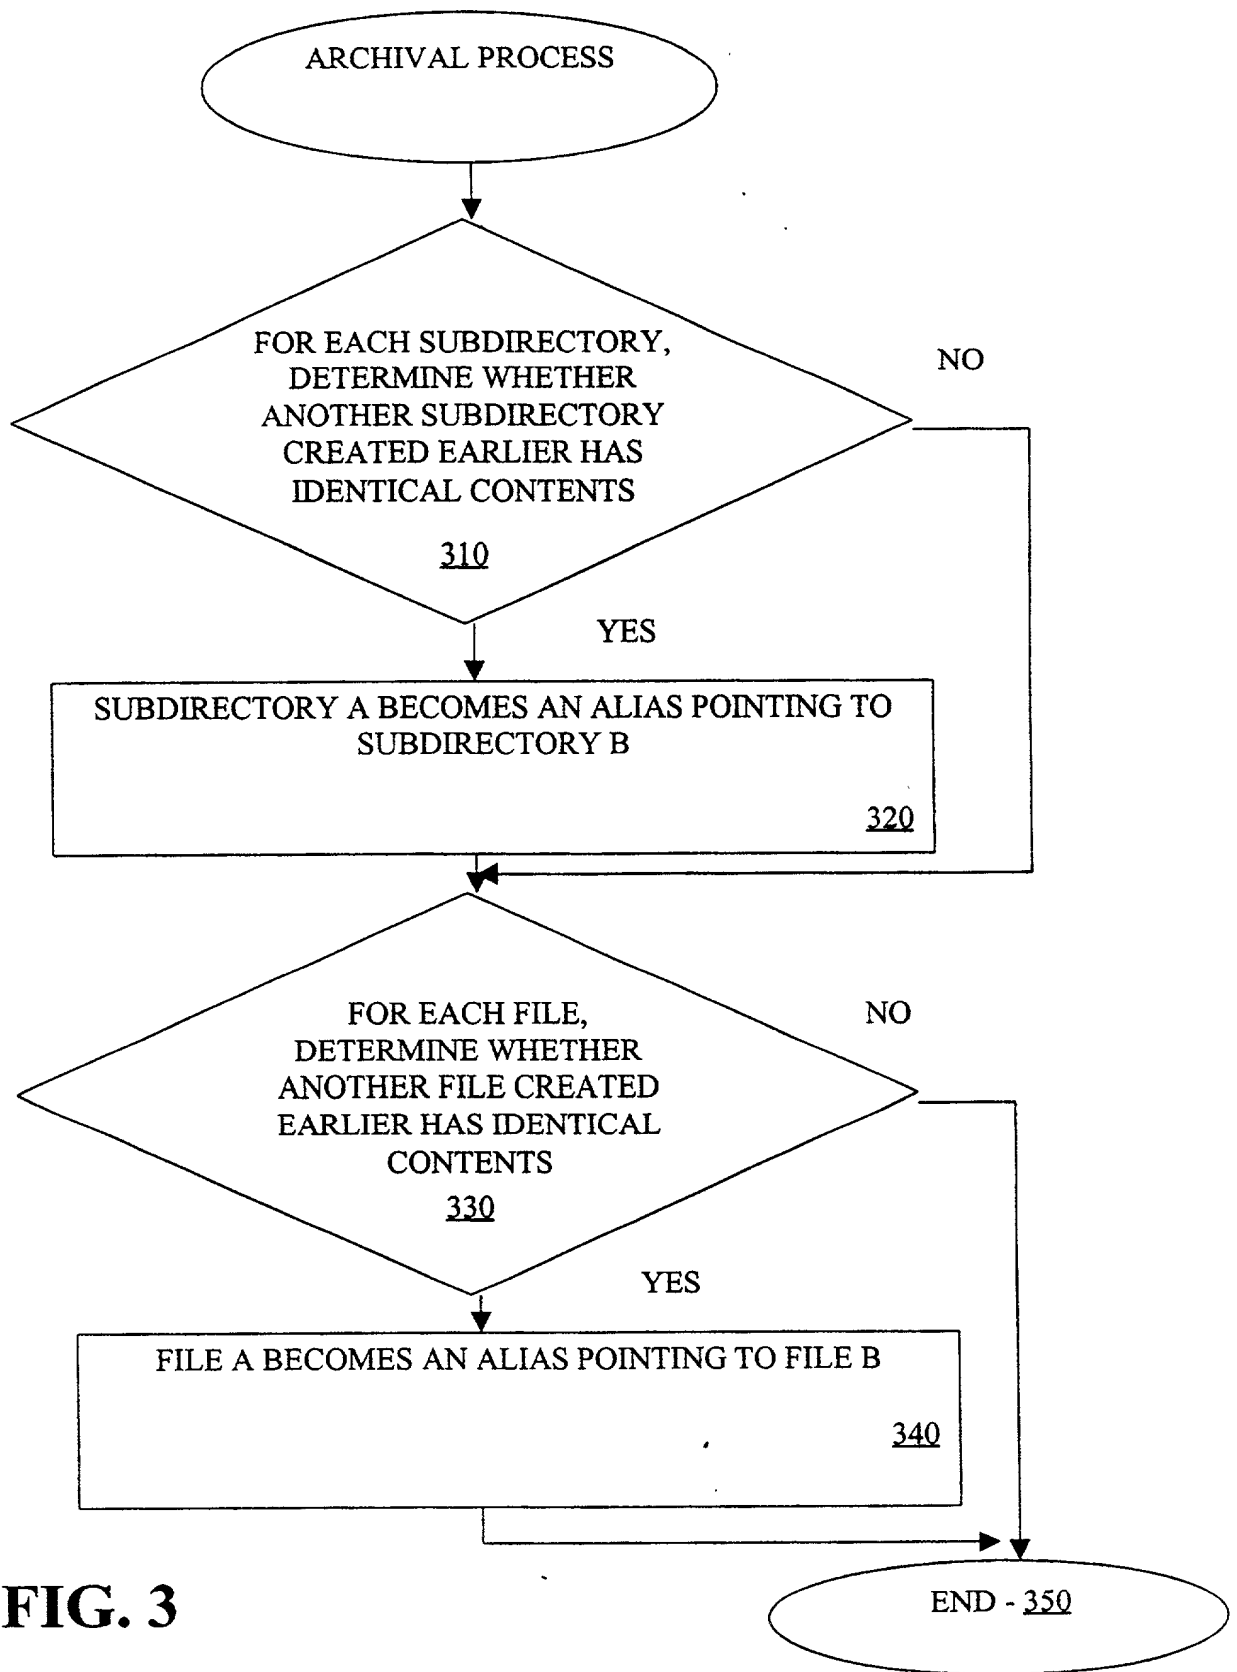 ARCHIVAL PROCESS
FOR EACH SUBDIRECTORY,
DETERMINE WHETHER
ANOTHER SUBDIRECTORY
CREATED EARLIER HAS
IDENTICAL CONTENTS
310
NO
YES
SUBDIRECTORY A BECOMES AN ALIAS POINTING TO
SUBDIRECTORY B
320
FOR EACH FILE,
DETERMINE WHETHER
ANOTHER FILE CREATED
EARLIER HAS IDENTICAL
CONTENTS
330
NO
YES
FILE A BECOMES AN ALIAS POINTING TO FILE B
340
END - 350
FIG. 3